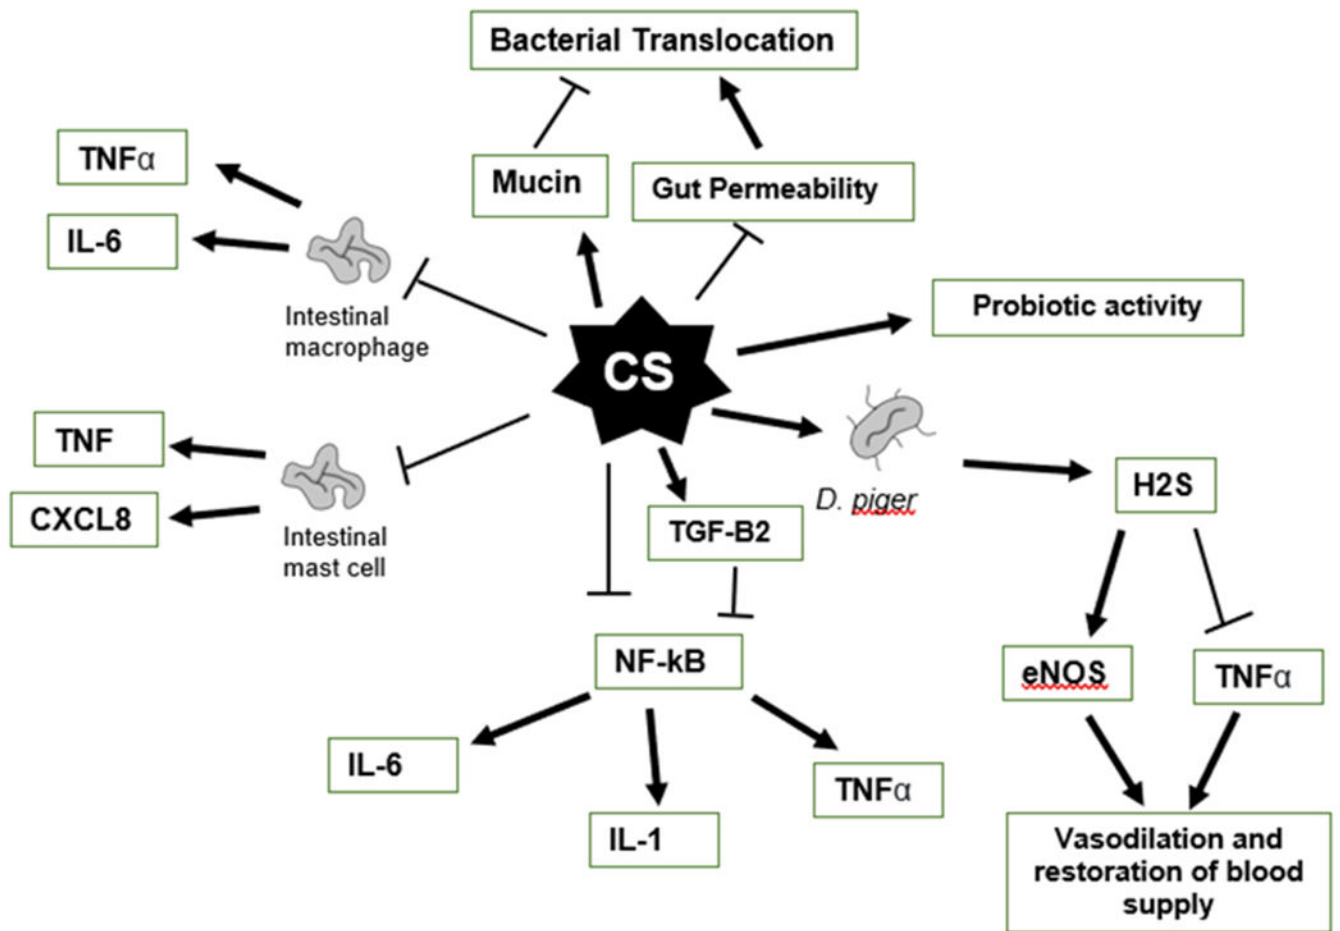 Bacterial Translocation
TNFα
Mucin
Gut Permeability
IL-6
Probiotic activity
Intestinal
macrophage
CS
TNF
CXCL8
Intestinal
mast cell
D. piger
H2S
TGF-B2
NF-kB
eNOS
TNFα
IL-6
TNFα
IL-1
Vasodilation and
restoration of blood
supply